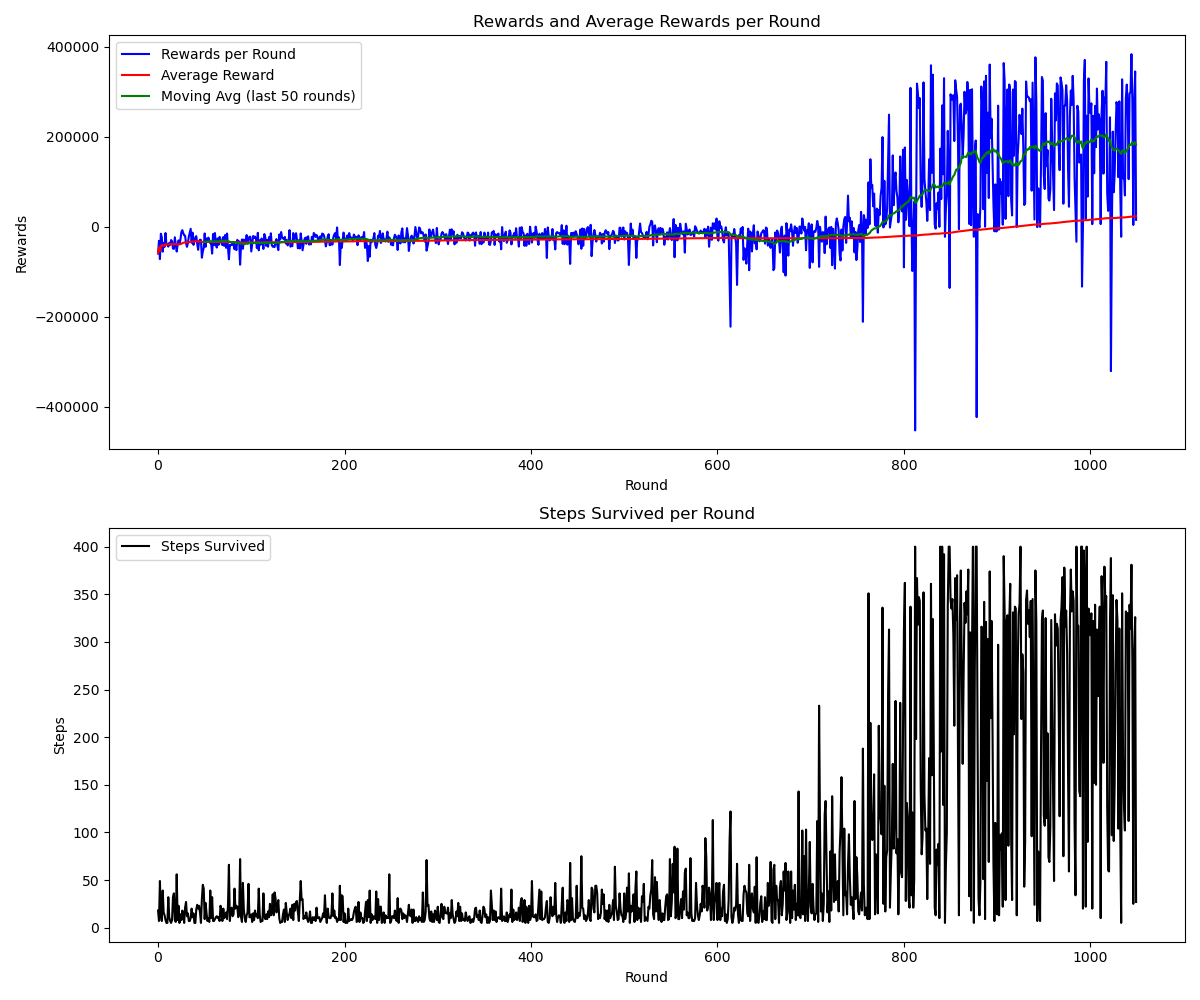 Rewards and Average Rewards per Round
Rewards per Round
Average Reward
Moving Avg (last 50 rounds)
400000
200000
0
−200000
−400000
Rewards
0 200 400 600 800 1000
Round
Steps Survived per Round
Steps Survived
400
350
300
250
200
150
100
50
0
Steps
0 200 400 600 800 1000
Round